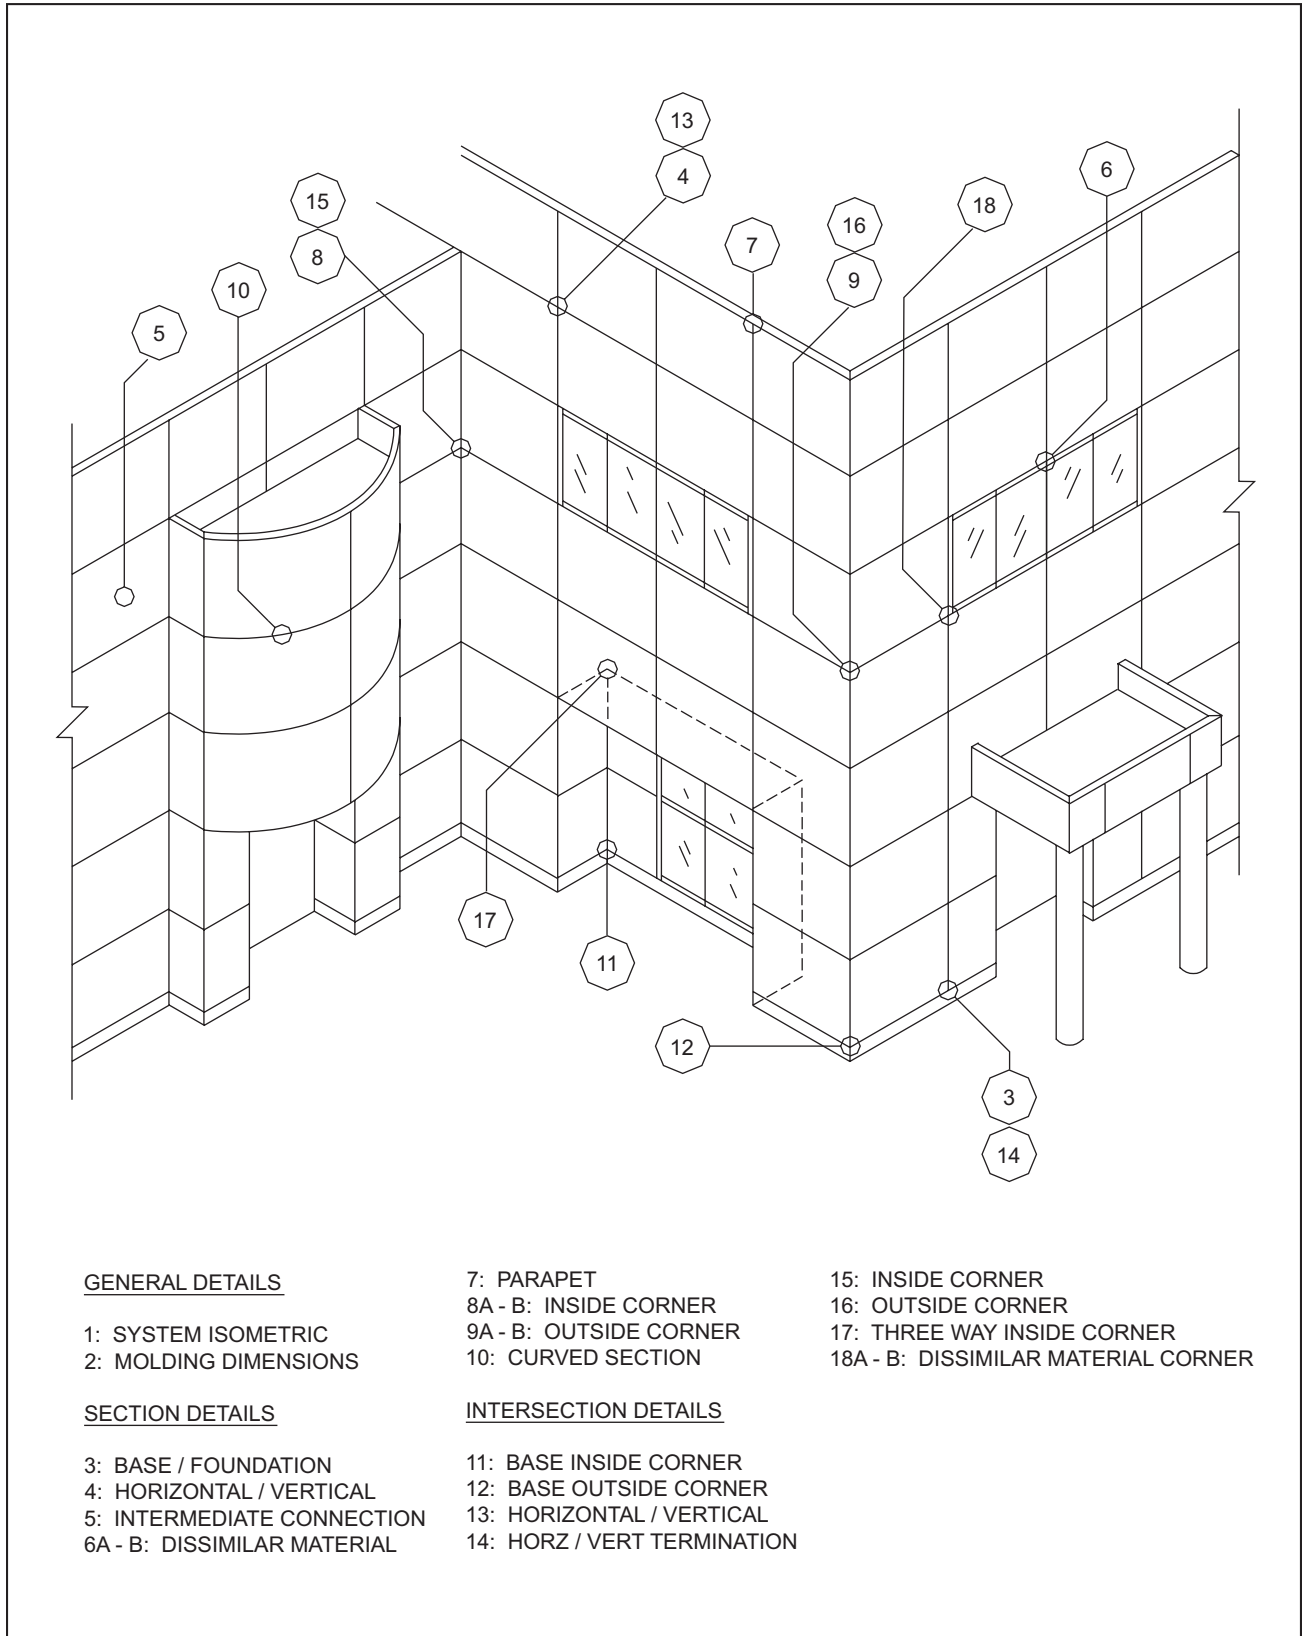 13
4
6
15
18
16
7
8
9
10
5
17
11
12
3
14
GENERAL DETAILS
1: SYSTEM ISOMETRIC
2: MOLDING DIMENSIONS
SECTION DETAILS
3: BASE / FOUNDATION
4: HORIZONTAL / VERTICAL
5: INTERMEDIATE CONNECTION
6A - B: DISSIMILAR MATERIAL
7: PARAPET
8A - B: INSIDE CORNER
9A - B: OUTSIDE CORNER
10: CURVED SECTION
INTERSECTION DETAILS
11: BASE INSIDE CORNER
12: BASE OUTSIDE CORNER
13: HORIZONTAL / VERTICAL
14: HORZ / VERT TERMINATION
15: INSIDE CORNER
16: OUTSIDE CORNER
17: THREE WAY INSIDE CORNER
18A - B: DISSIMILAR MATERIAL CORNER